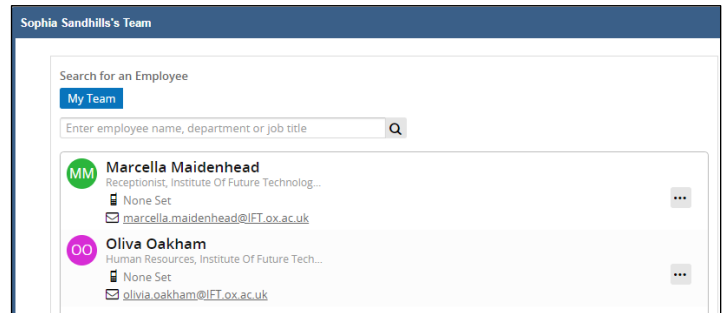 Sophia Sandhills's Team
Search for an Employee
My Team
Enter employee name, department or job title
MM
Marcella Maidenhead
Receptionist, Institute Of Future Technolog...
None Set
marcella.maidenhead@IFT.ox.ac.uk
OO
Oliva Oakham
Human Resources, Institute Of Future Tech...
None Set
olivia.oakham@IFT.ox.ac.uk